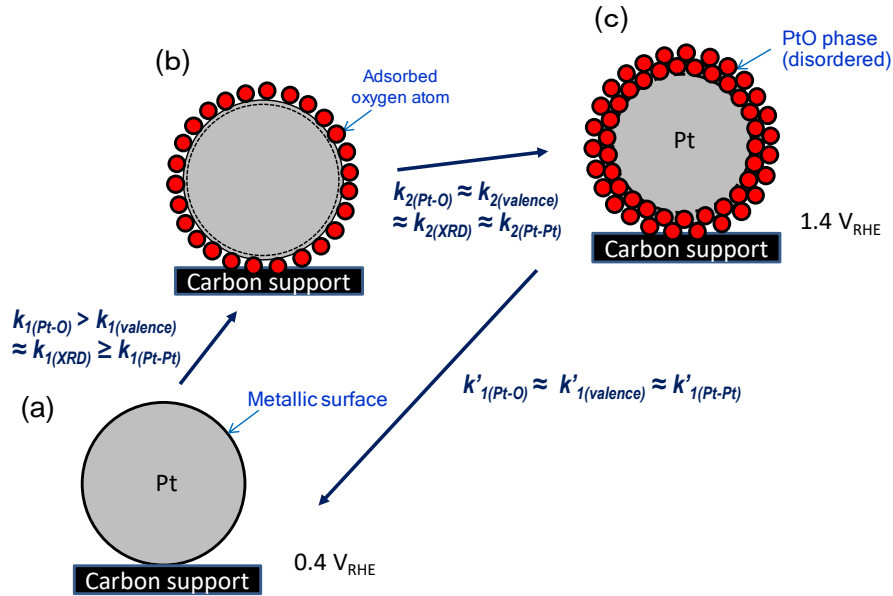 (c)
PtO phase
(disordered)
(b)
Adsorbed
oxygen atom
Pt
k2(Pt-O) ≈ k2(valence)
≈ k2(XRD) ≈ k2(Pt-Pt)
1.4 VRHE
Carbon support
Carbon support
k1(Pt-O) > k1(valence)
≈ k1(XRD) ≥ k1(Pt-Pt)
k'1(Pt-O) ≈ k'1(valence) ≈ k'1(Pt-Pt)
(a)
Metallic surface
Pt
0.4 VRHE
Carbon support